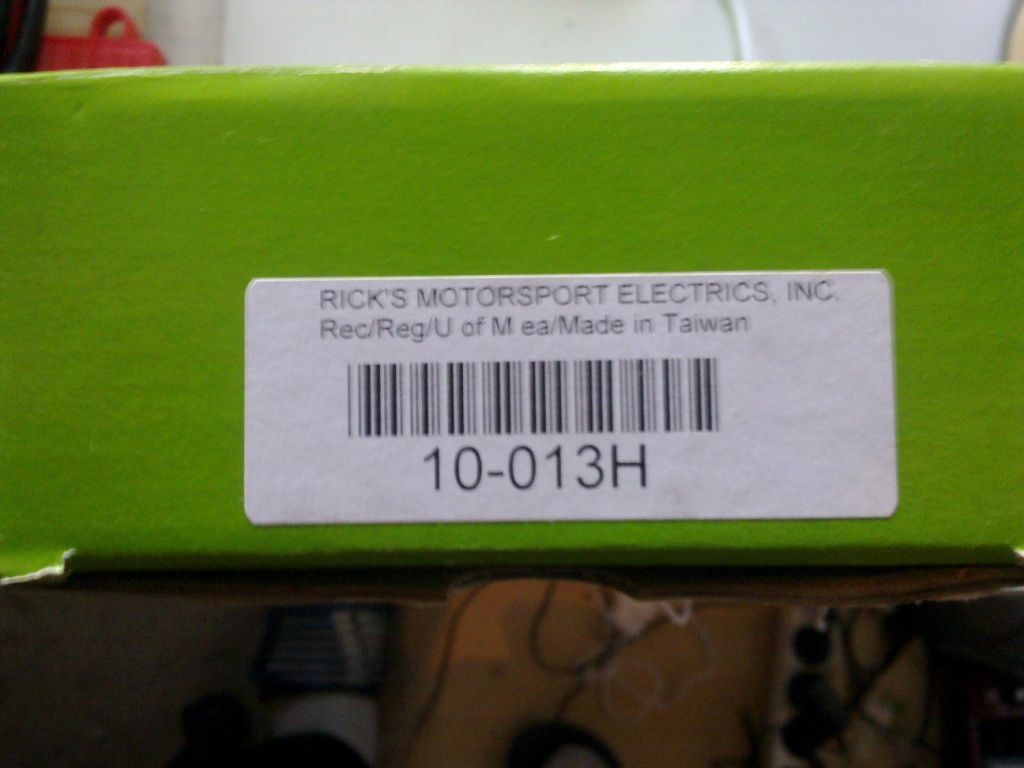 RICK'S MOTORSPORT ELECTRICS, INC.
Rec/Reg/U of M ea/Made in Taiwan
10-013H